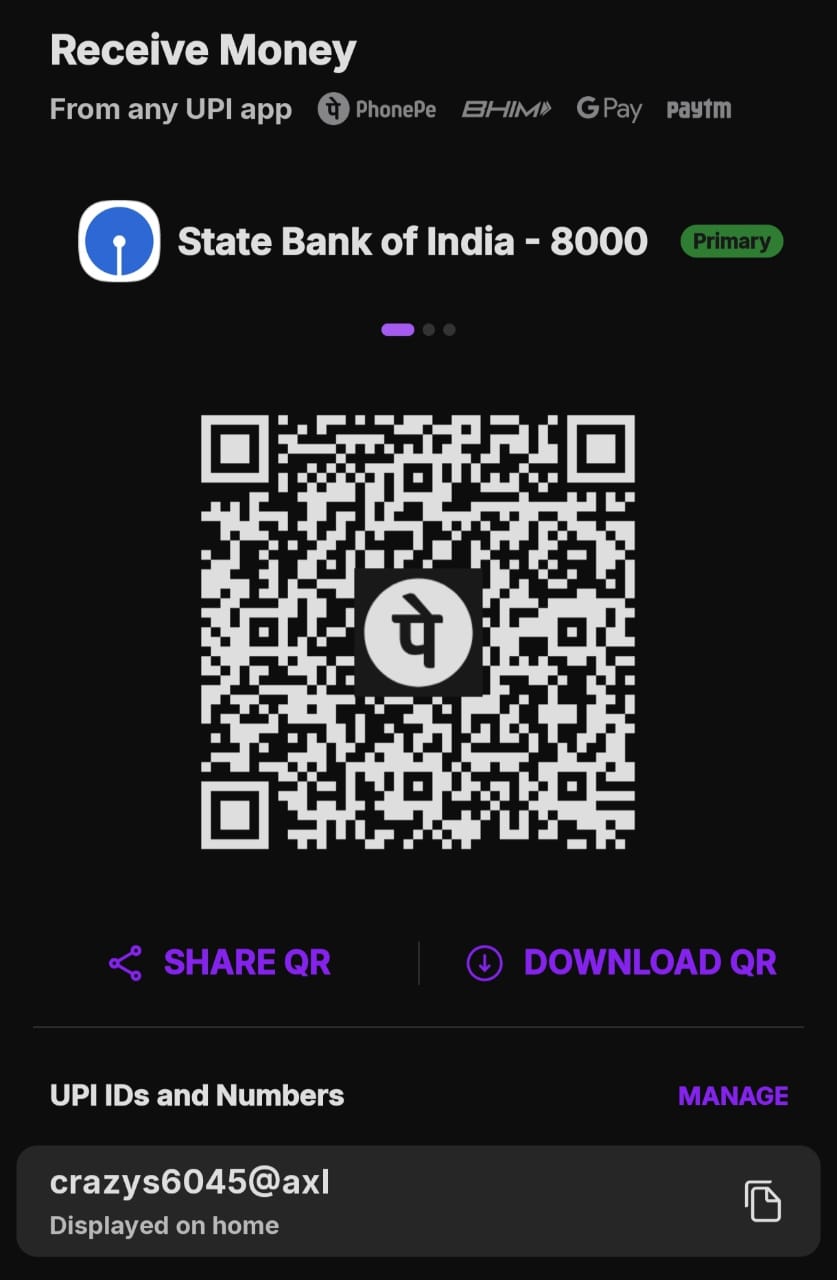 Receive Money
From any UPI app पे PhonePe BHIM G Pay paytm
State Bank of India - 8000 Primary
पे
SHARE QR DOWNLOAD QR
UPI IDs and Numbers MANAGE
crazys6045@axl
Displayed on home